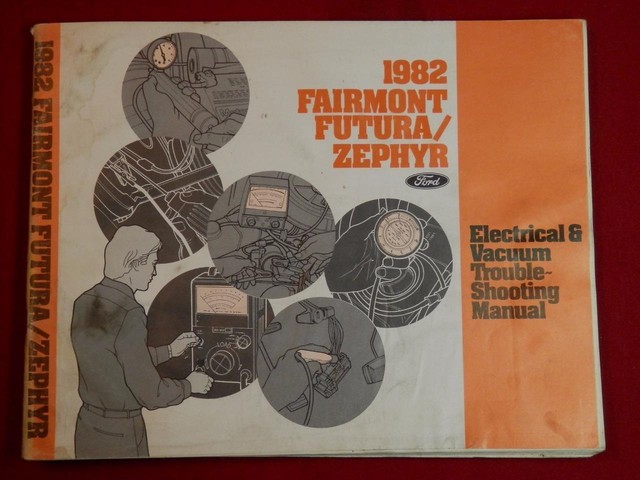 1982 FAIRMONT FUTURA/ZEPHYR
1982
FAIRMONT
FUTURA/
ZEPHYR
Ford
Electrical &
Vacuum
Trouble-
Shooting
Manual